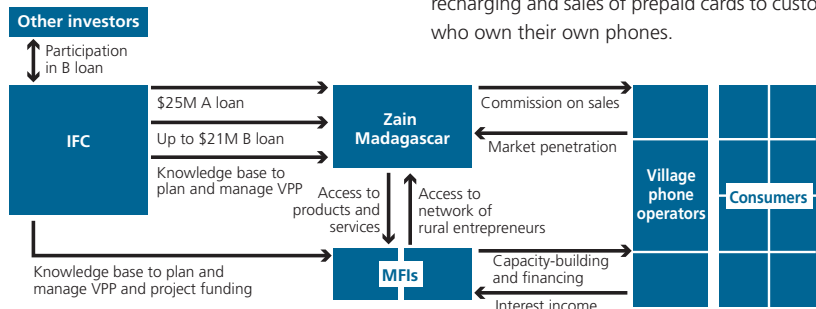 recharging and sales of prepaid cards to
who own their own phones.
Other investors
Participation
in B loan
IFC
$25M A loan
Up to $21M B loan
Knowledge base to
plan and manage VPP
Zain
Madagascar
Commission on sales
Market penetration
Village
phone
operators
Consumers
Access to
products and
services
Access to
network of
rural entrepreneurs
Knowledge base to plan and
manage VPP and project funding
MFIs
Capacity-building
and financing
Interest income